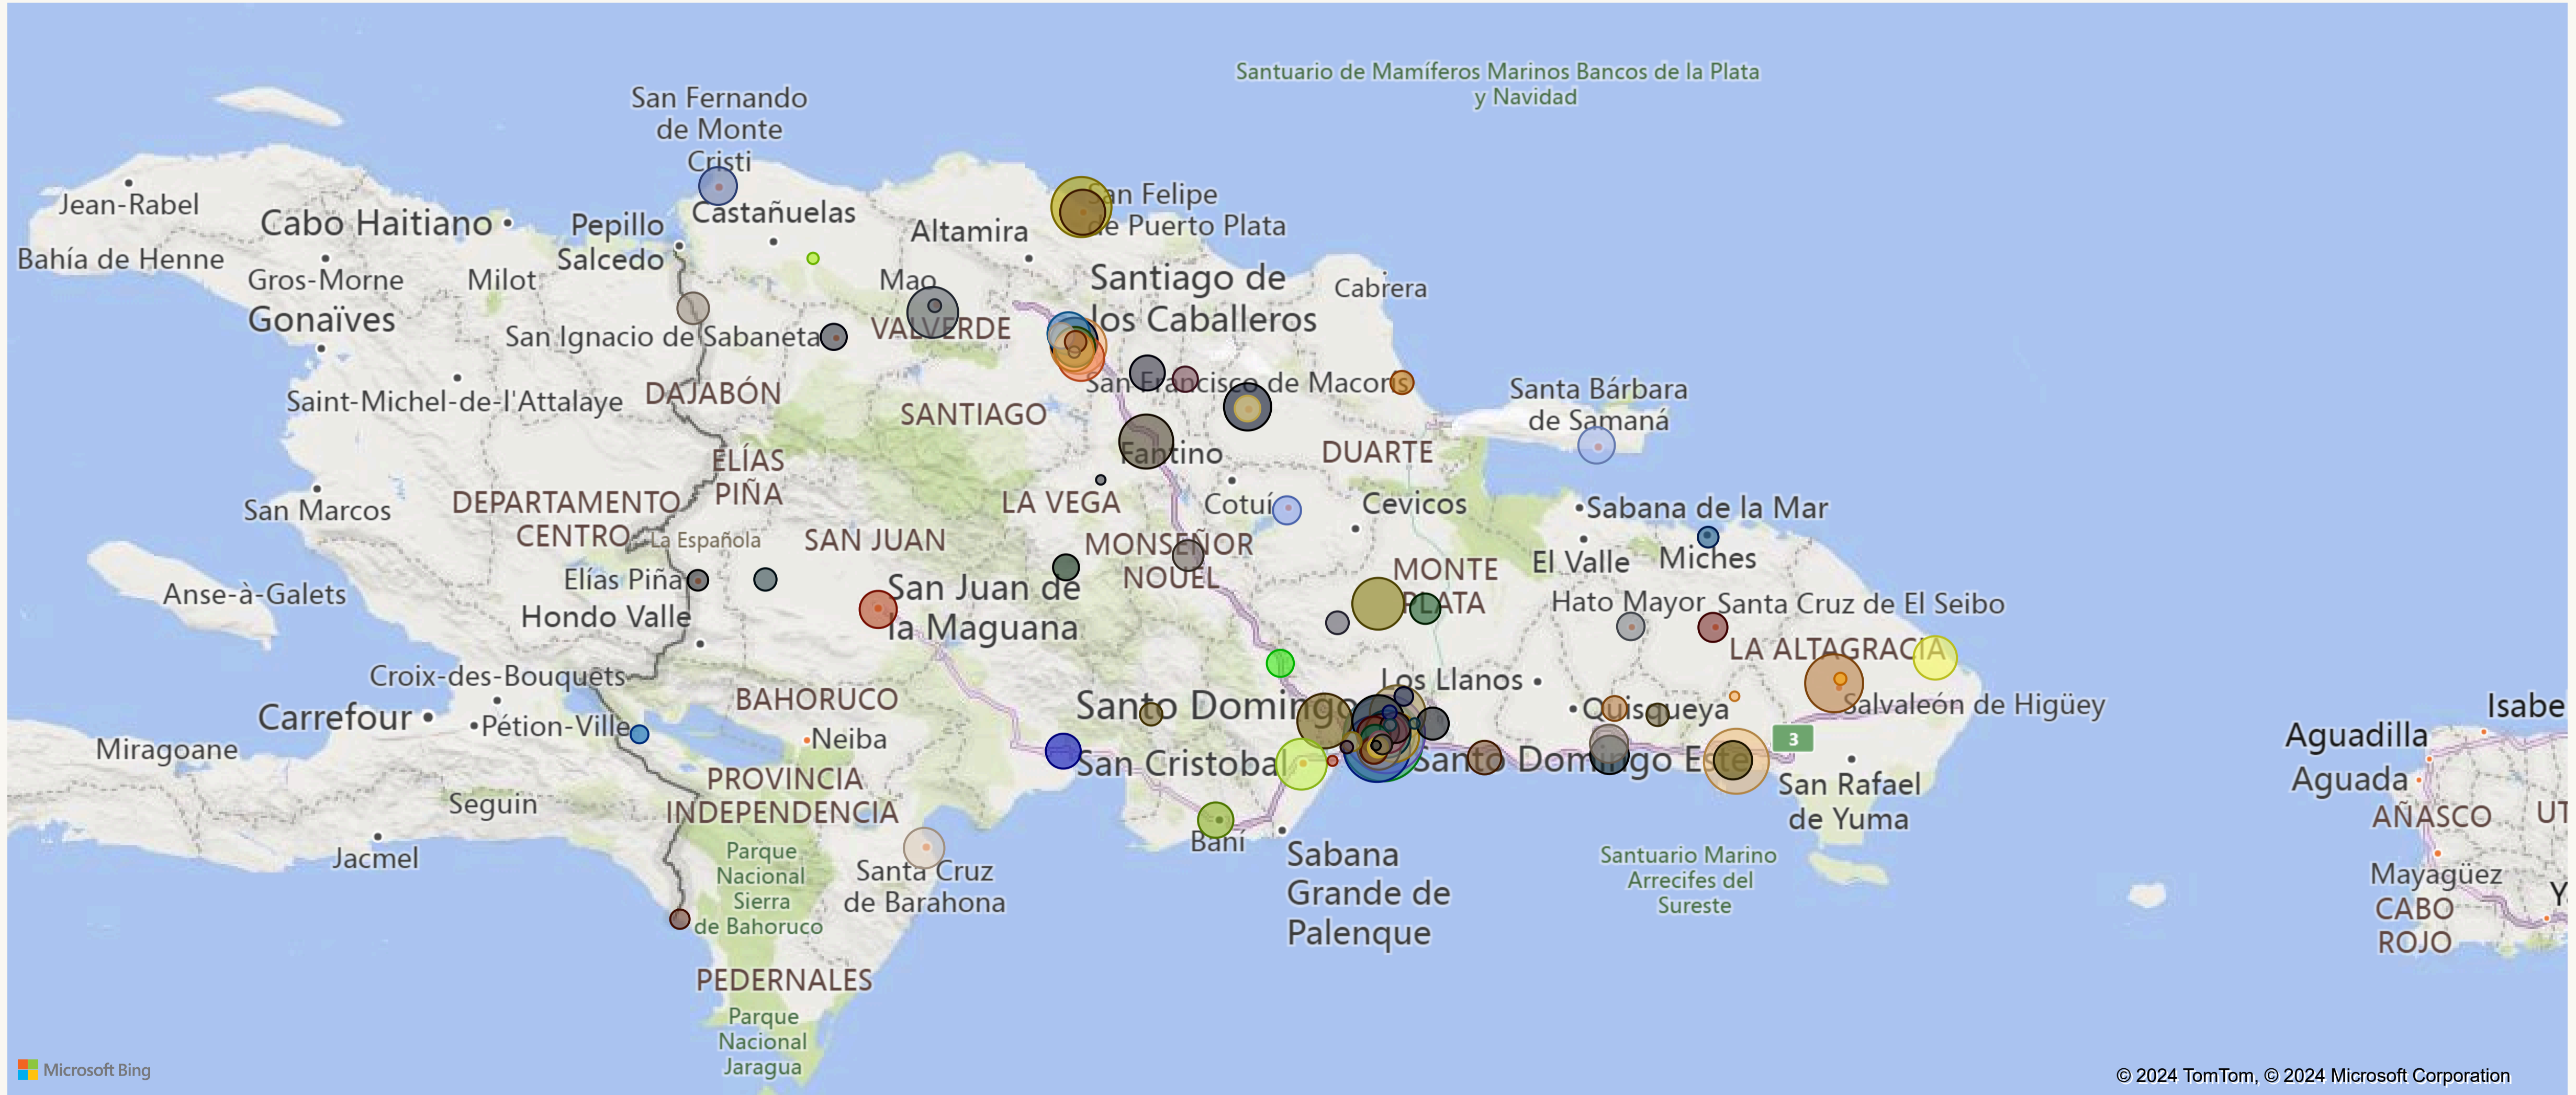 Santuario de Mamíferos Marinos Bancos de la Plata
y Navidad
San Fernando
de Monte
Cristi
Jean-Rabel
Cabo Haitiano
Pepillo
Salcedo
Castañuelas
Altamira
San Felipe
de Puerto Plata
Bahía de Henne
Gros-Morne
Milot
Mao
Santiago de
los Caballeros
Cabrera
Gonaïves
San Ignacio de Sabaneta
VALVERDE
Saint-Michel-de-l'Attalaye
DAJABÓN
SANTIAGO
San Francisco de Macorís
Santa Bárbara
de Samaná
ELÍAS
PIÑA
Fantino
DUARTE
San Marcos
DEPARTAMENTO
CENTRO
La Española
LA VEGA
Cotuí
Cevicos
Sabana de la Mar
SAN JUAN
MONSEÑOR
NOUEL
El Valle
Miches
Anse-à-Galets
Elías Piña
Hondo Valle
San Juan de
la Maguana
MONTE
PLATA
Hato Mayor
Santa Cruz de El Seibo
LA ALTAGRACIA
Croix-des-Bouquets
BAHORUCO
Santo Domingo
Los Llanos
Quisqueya
Salvaleón de Higüey
Isabe
Carrefour
Pétion-Ville
Neiba
Miragoane
San Cristobal
Santo Domingo Este
3
Aguadilla
Aguada
PROVINCIA
INDEPENDENCIA
Seguin
San Rafael
de Yuma
AÑASCO
UT
Jacmel
Parque
Nacional
Sierra
de Bahoruco
Santa Cruz
de Barahona
Baní
Sabana
Grande de
Palenque
Santuario Marino
Arrecifes del
Sureste
Mayagüez
Y
CABO
ROJO
PEDERNALES
Parque
Nacional
Jaragua
Microsoft Bing
© 2024 TomTom, © 2024 Microsoft Corporation